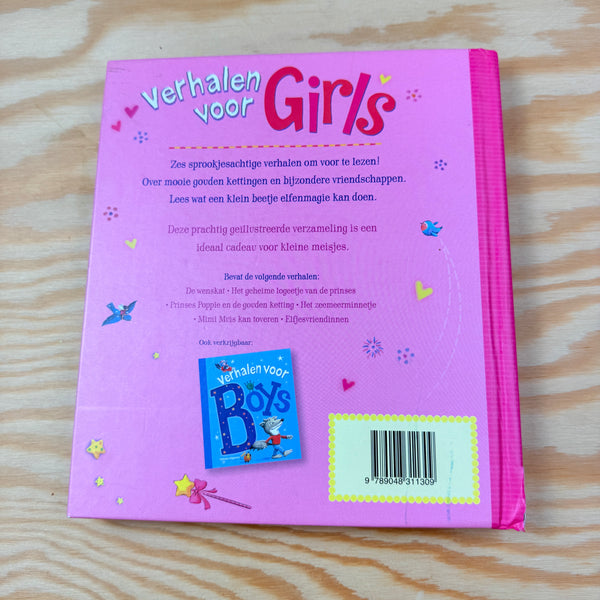 Verhalen
voor Girls
Zes sprookjesachtige verhalen om voor te lezen!
Over mooie gouden kettingen en bijzondere vriendschappen.
Lees wat een klein beetje elfenmagie kan doen.
Deze prachtig geïllustreerde verzameling is een
ideaal cadeau voor kleine meisjes.
Bevat de volgende verhalen:
De wenskat • Het geheime logeetje van de prinses
• Prinses Poppie en de gouden ketting • Het zeemeerminnetje
• Mimi Muis kan toveren • Elfjesvriendinnen
Ook verkrijgbaar:
Verhalen voor
Boys
9 789048 311309